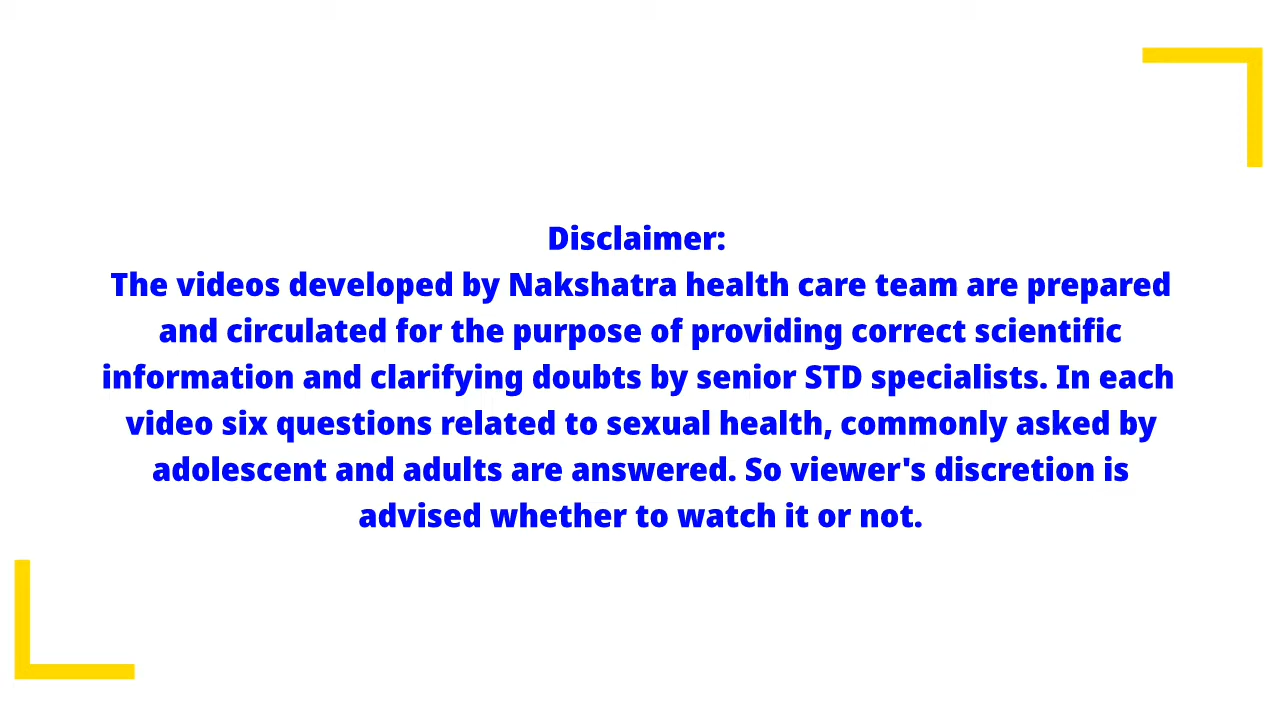 Disclaimer:
The videos developed by Nakshatra health care team are prepared
and circulated for the purpose of providing correct scientific
information and clarifying doubts by senior STD specialists. In each
video six questions related to sexual health, commonly asked by
adolescent and adults are answered. So viewer's discretion is
advised whether to watch it or not.